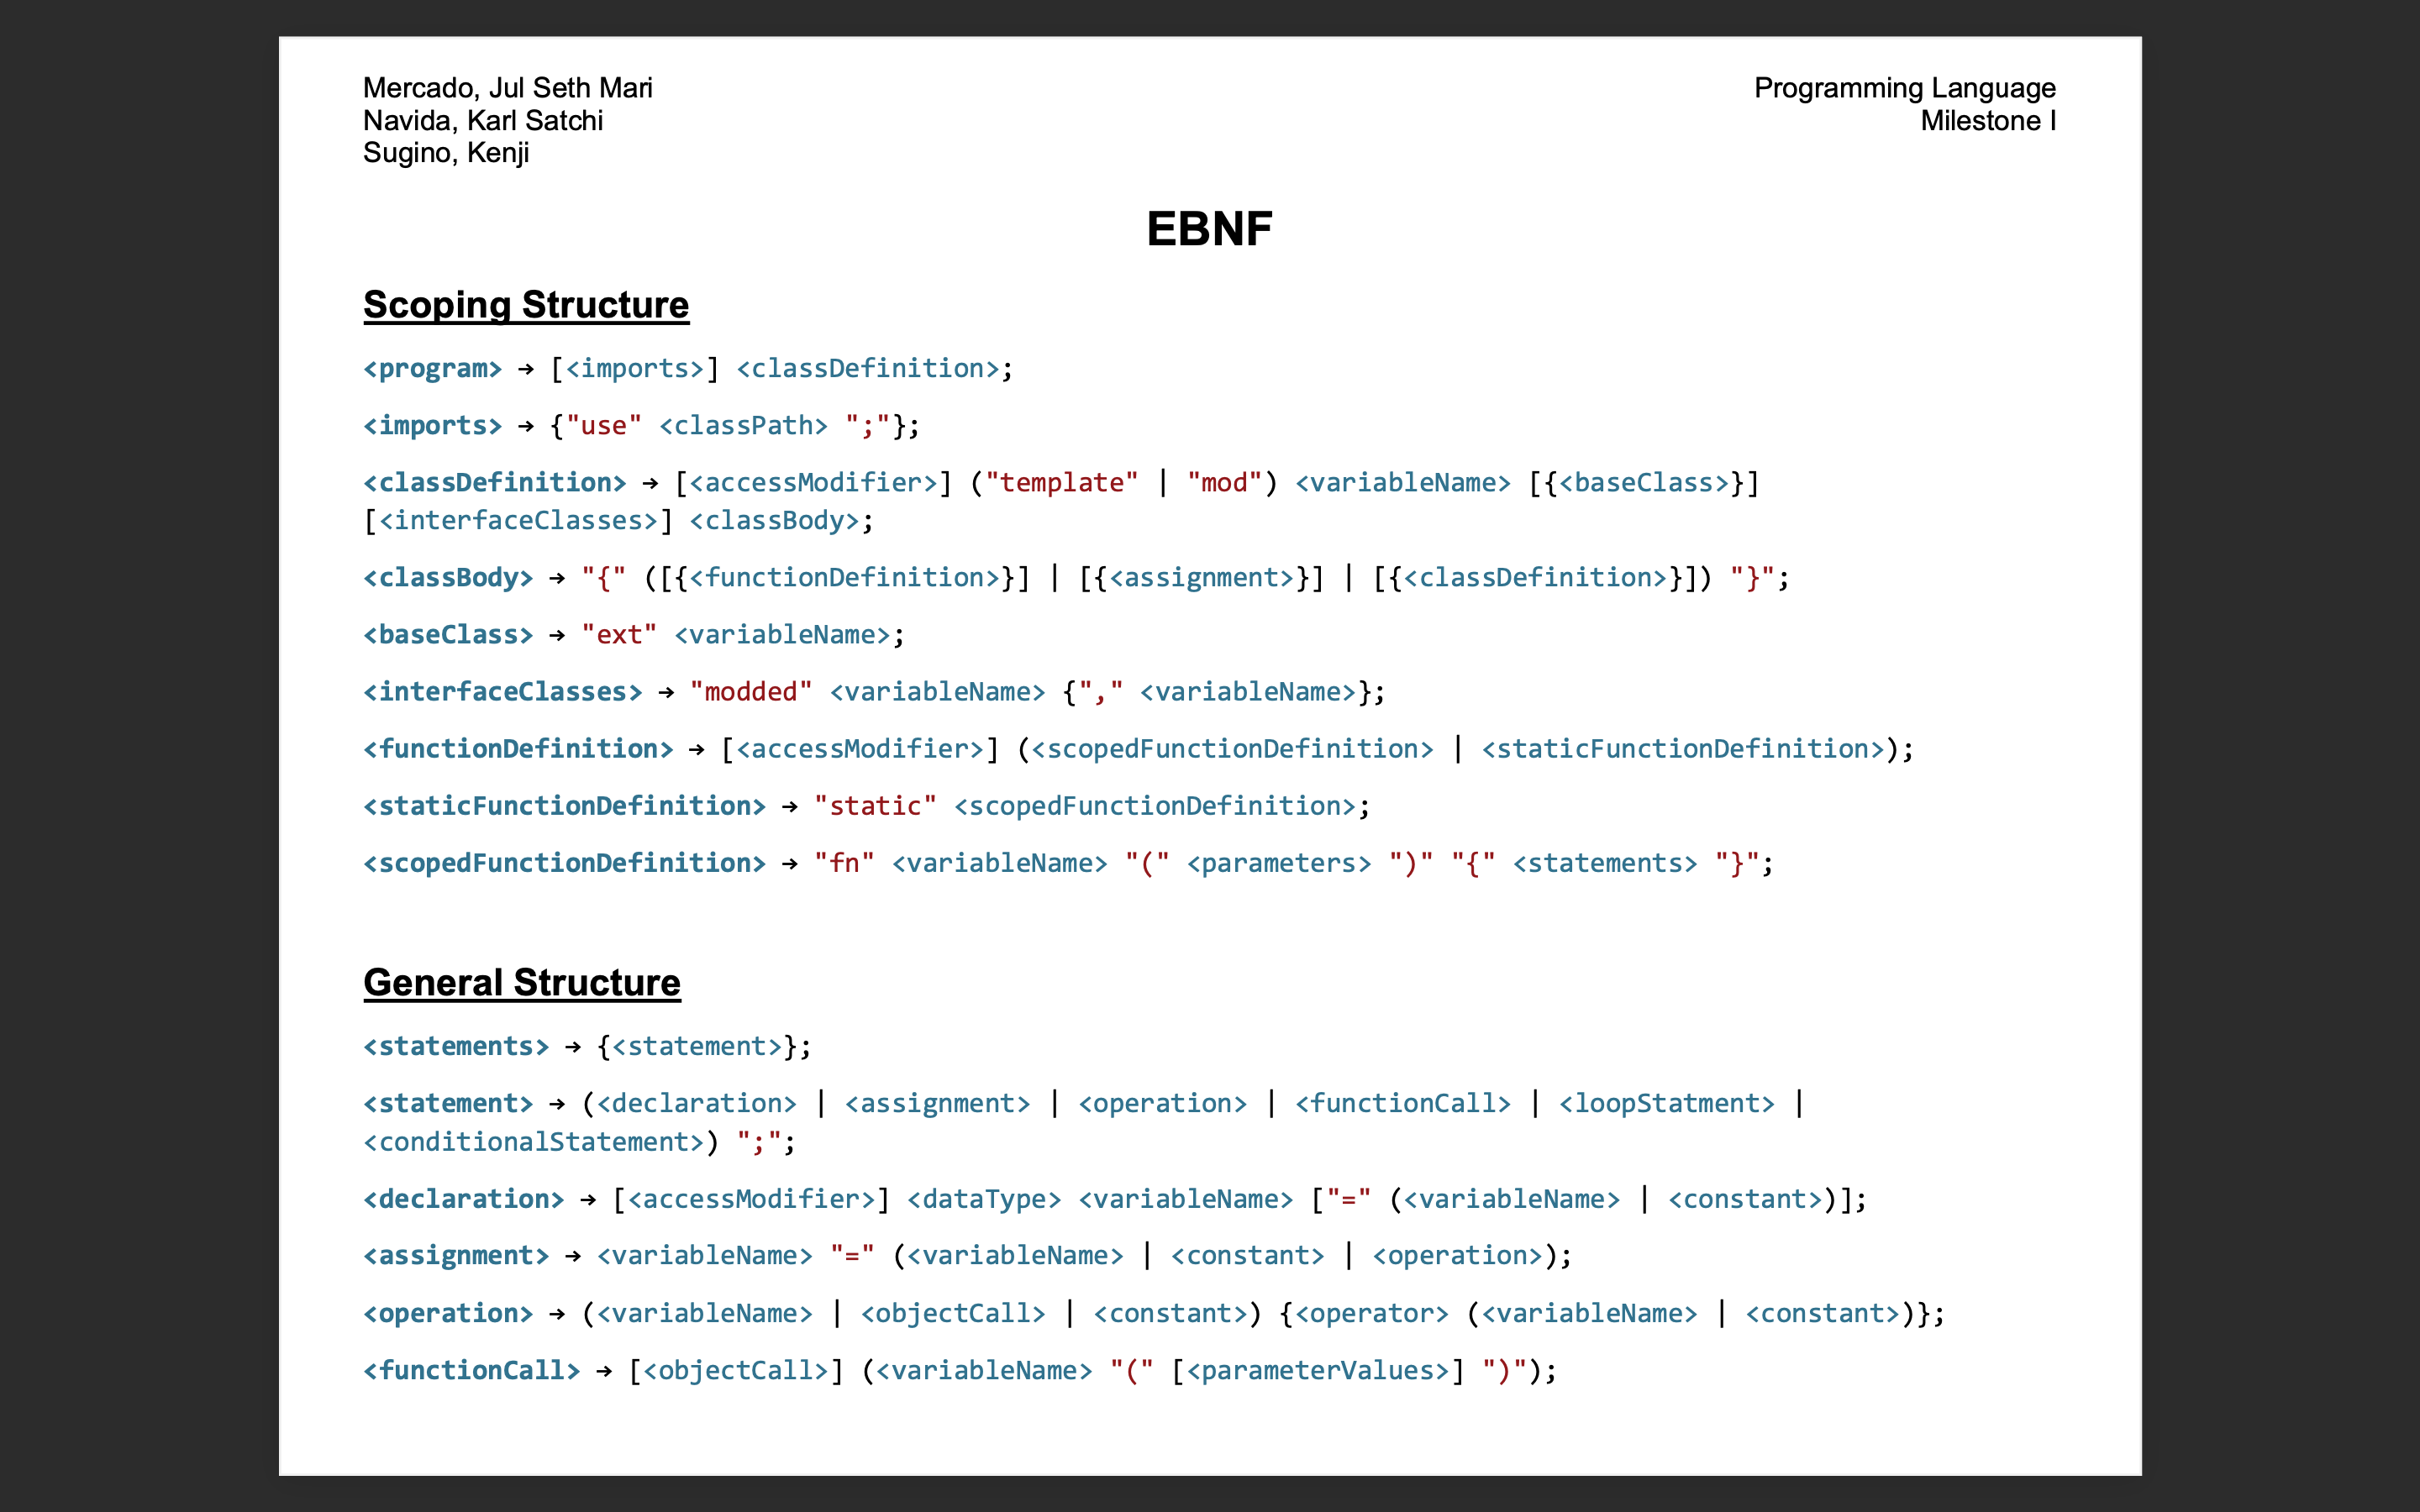 Mercado, Jul Seth Mari
Navida, Karl Satchi
Sugino, Kenji
Programming Language
Milestone I
EBNF
Scoping Structure
<program> → [<imports>] <classDefinition>;
<imports> → {"use" <classPath> ";"};
<classDefinition> → [<accessModifier>] ("template" | "mod") <variableName> [{<baseClass>}]
[<interfaceClasses>] <classBody>;
<classBody> → "{" ([{<functionDefinition>}] | [{<assignment>}] | [{<classDefinition>}]) "}";
<baseClass> → "ext" <variableName>;
<interfaceClasses> → "modded" <variableName> {"," <variableName>};
<functionDefinition> → [<accessModifier>] (<scopedFunctionDefinition> | <staticFunctionDefinition>);
<staticFunctionDefinition> → "static" <scopedFunctionDefinition>;
<scopedFunctionDefinition> → "fn" <variableName> "(" <parameters> ")" "{" <statements> "}";
General Structure
<statements> → {<statement>};
<statement> → (<declaration> | <assignment> | <operation> | <functionCall> | <loopStatment> |
<conditionalStatement>) ";";
<declaration> → [<accessModifier>] <dataType> <variableName> ["=" (<variableName> | <constant>)];
<assignment> → <variableName> "=" (<variableName> | <constant> | <operation>);
<operation> → (<variableName> | <objectCall> | <constant>) {<operator> (<variableName> | <constant>)};
<functionCall> → [<objectCall>] (<variableName> "(" [<parameterValues>] ")");